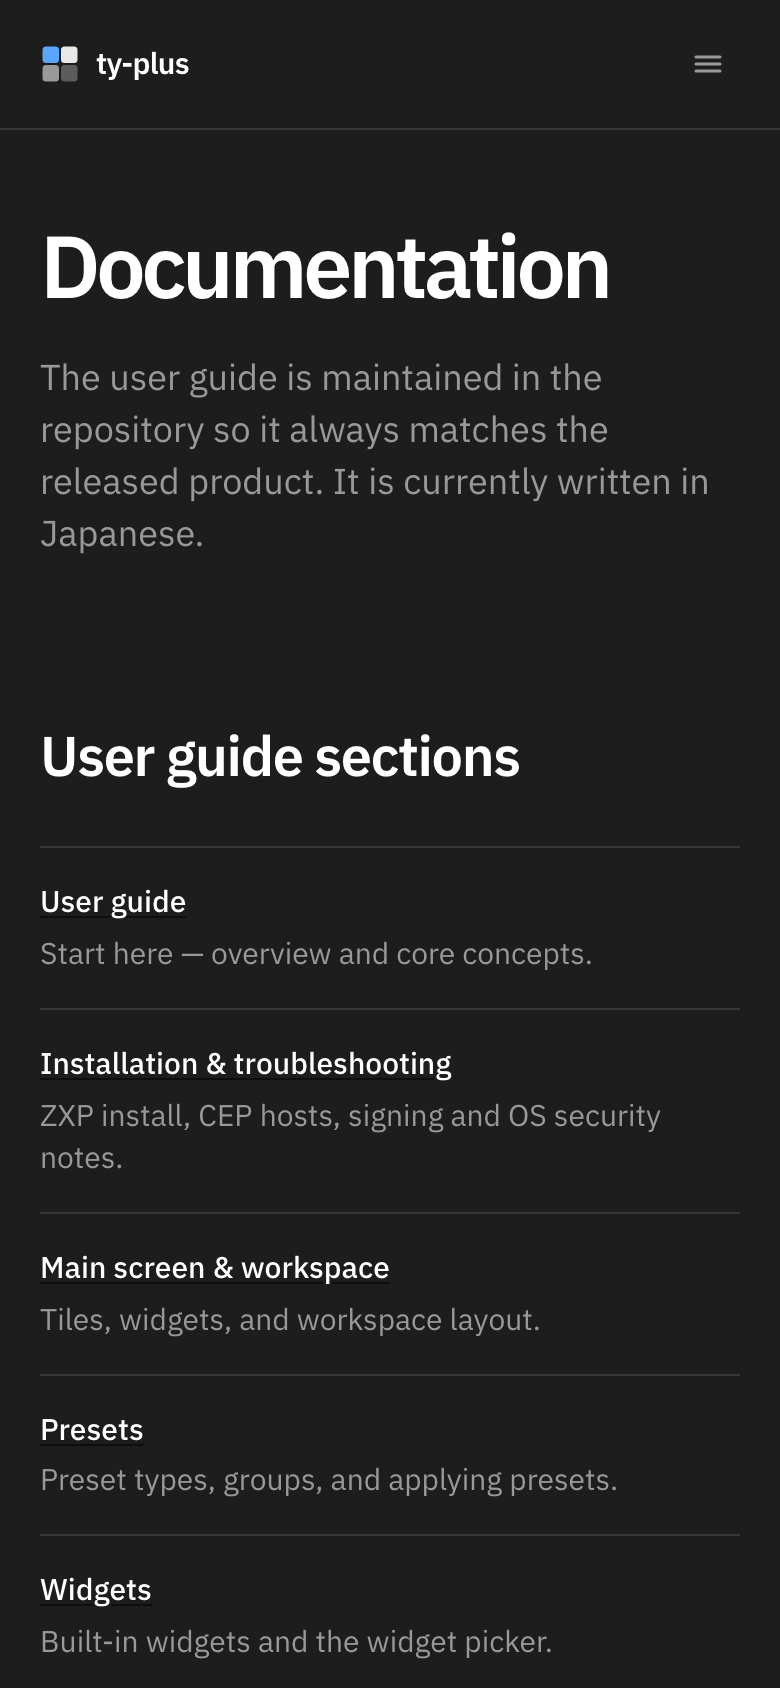 ty-plus
Documentation
The user guide is maintained in the
repository so it always matches the
released product. It is currently written in
Japanese.
User guide sections
User guide
Start here — overview and core concepts.
Installation & troubleshooting
ZXP install, CEP hosts, signing and OS security
notes.
Main screen & workspace
Tiles, widgets, and workspace layout.
Presets
Preset types, groups, and applying presets.
Widgets
Built-in widgets and the widget picker.